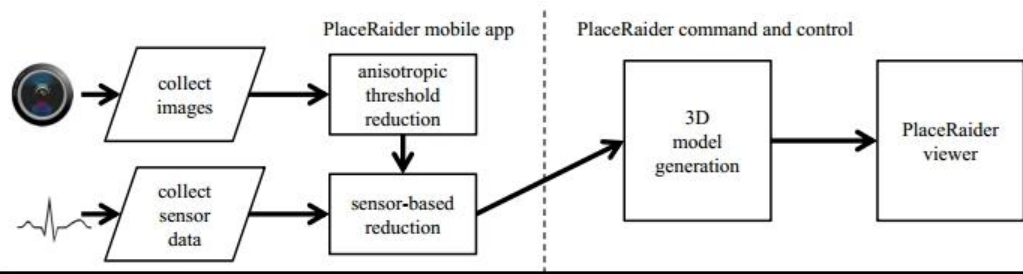 PlaceRaider mobile app
PlaceRaider command and control
collect
images
anisotropic
threshold
reduction
collect
sensor
data
sensor-based
reduction
3D
model
generation
PlaceRaider
viewer